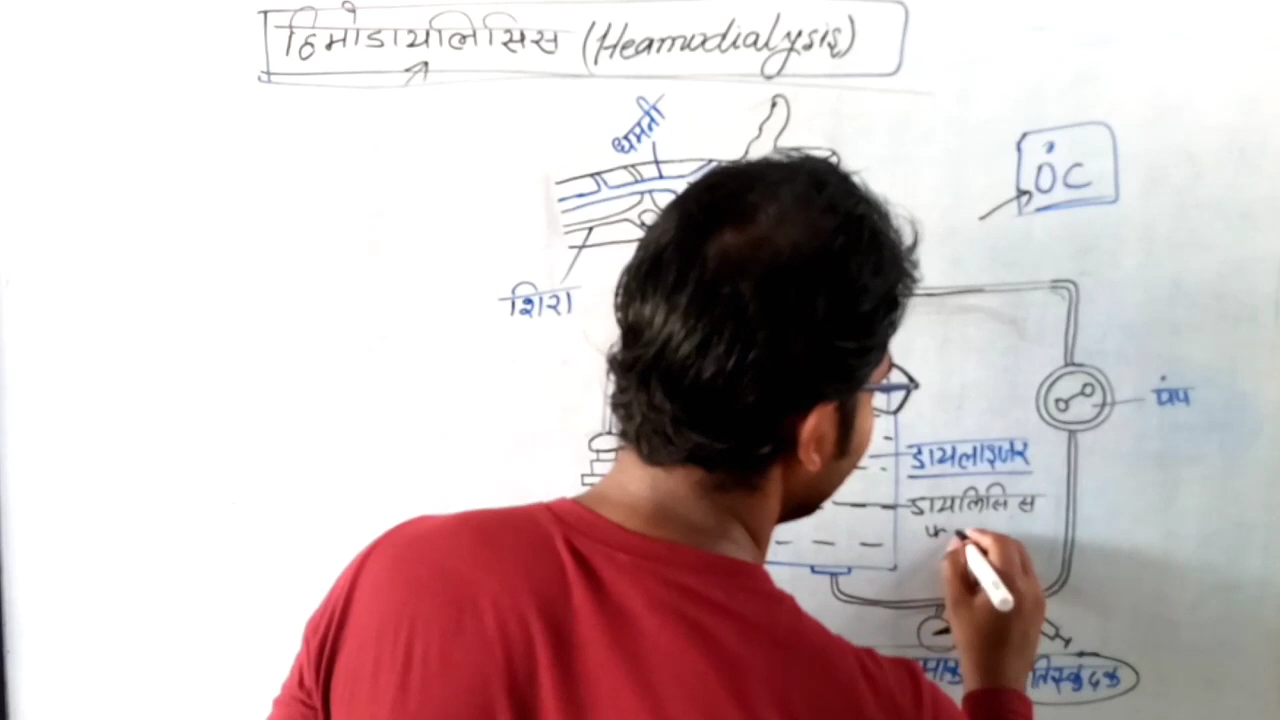 हिमोडायलिसिस (Heamodialysis)
धमनी
0°C
शिरा
पंप
डायलाइजर
डायलिलिस